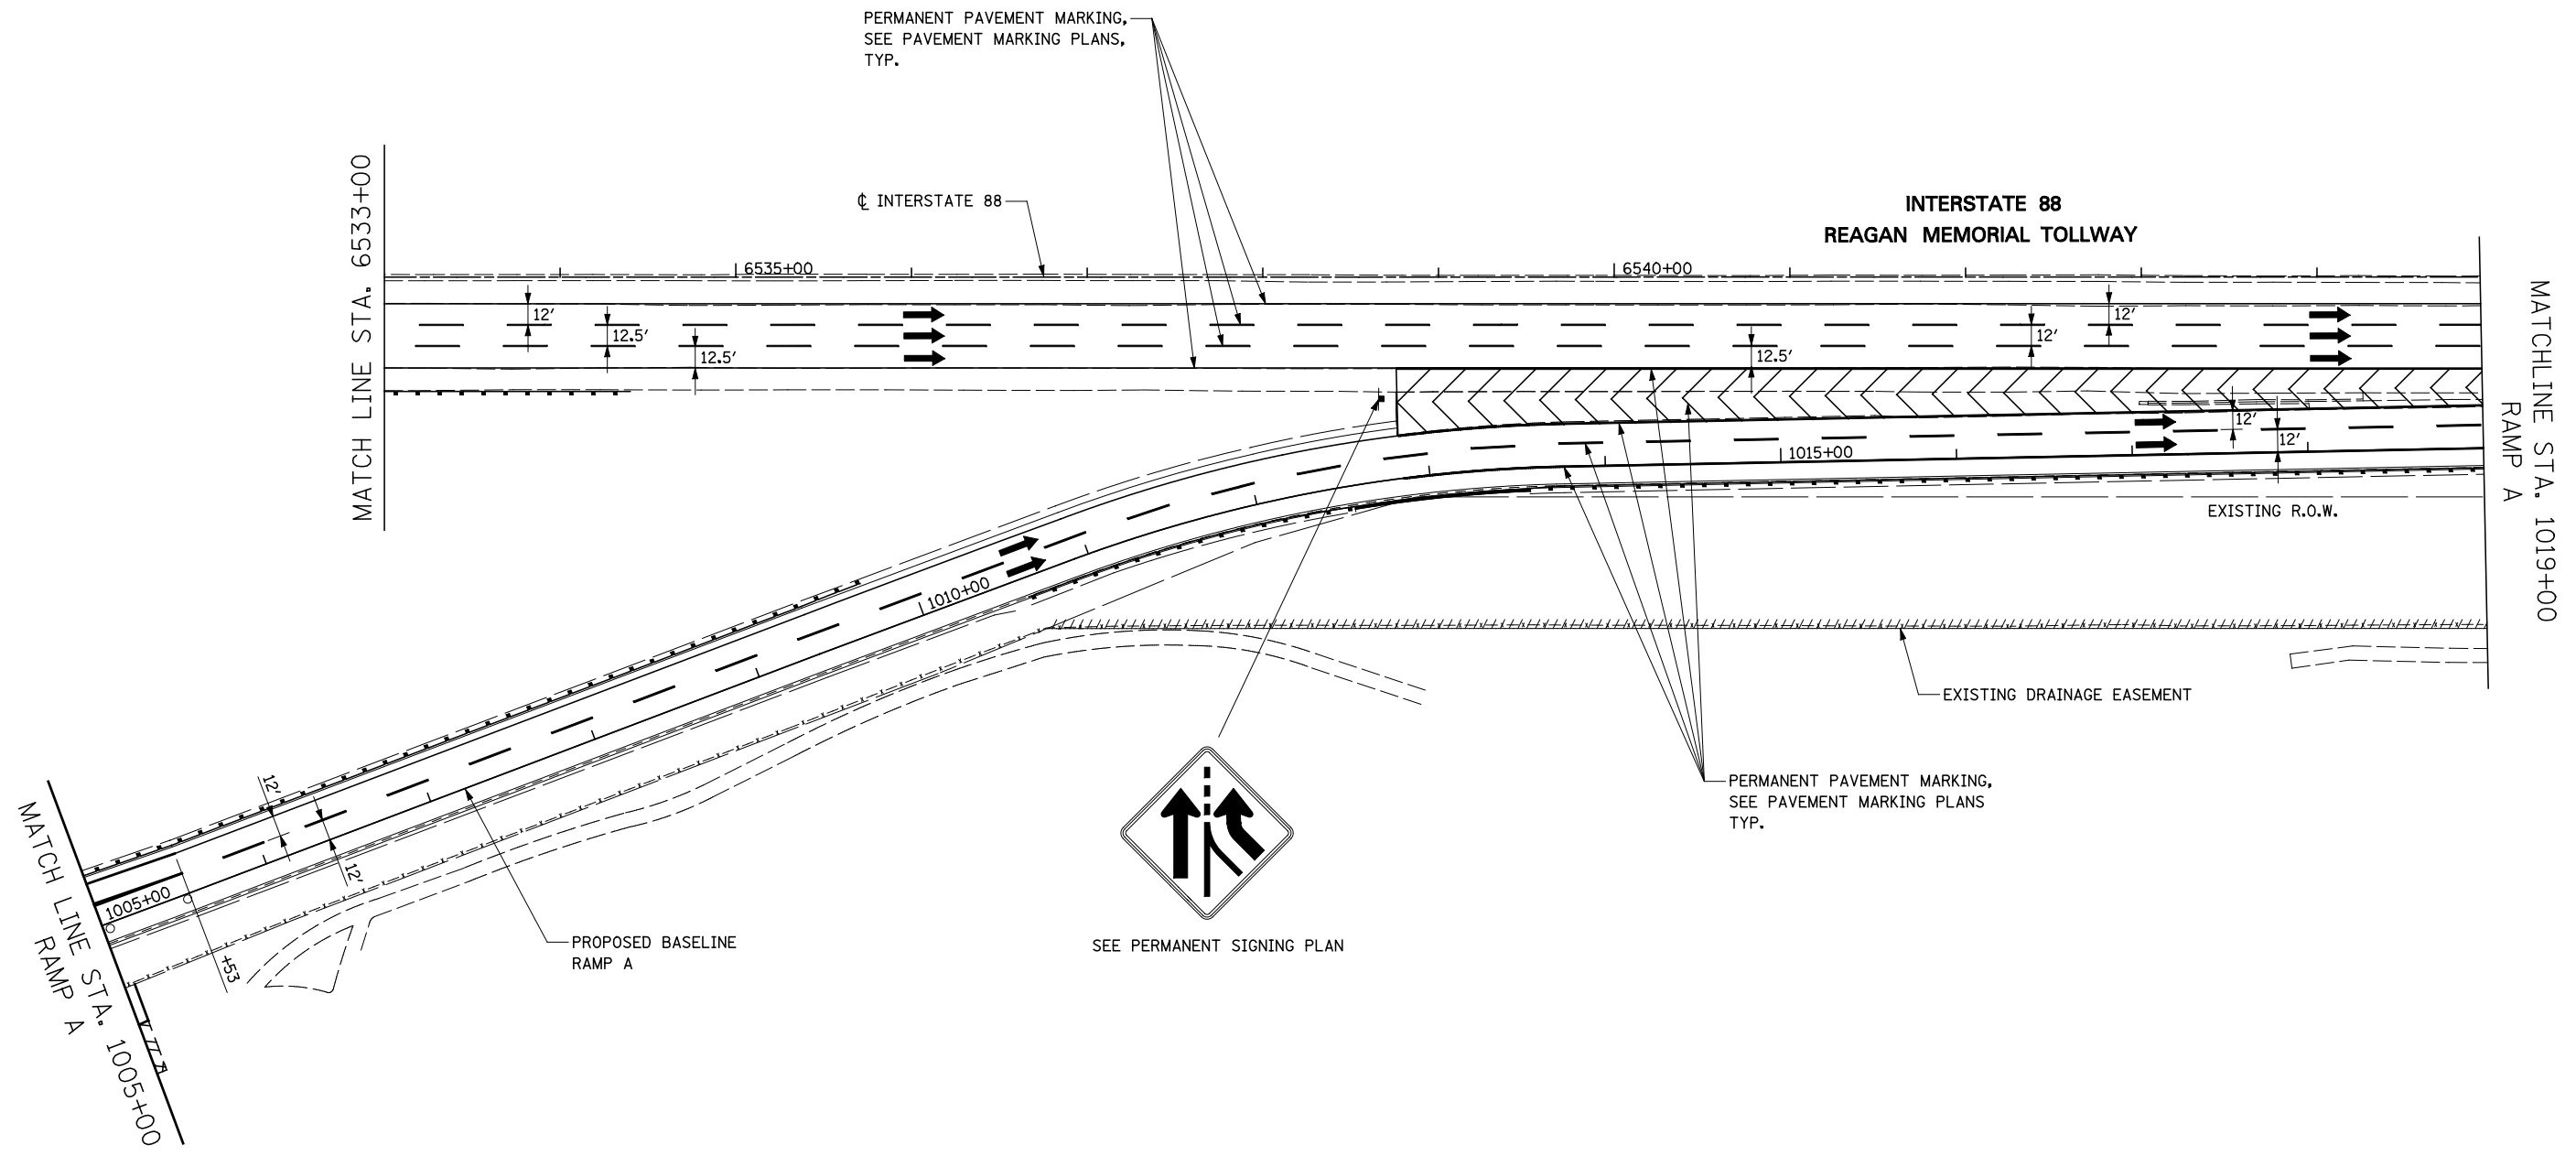 PERMANENT PAVEMENT MARKING,
SEE PAVEMENT MARKING PLANS,
TYP.
℄ INTERSTATE 88
INTERSTATE 88
REAGAN MEMORIAL TOLLWAY
MATCH LINE STA. 6533+00
6535+00
6540+00
12'
12.5'
12.5'
12.5'
12'
12'
12'
12'
1015+00
EXISTING R.O.W.
MATCHLINE STA. 1019+00
RAMP A
1010+00
EXISTING DRAINAGE EASEMENT
PERMANENT PAVEMENT MARKING,
SEE PAVEMENT MARKING PLANS
TYP.
12'
12'
1005+00
+53
MATCH LINE STA. 1005+00
RAMP A
PROPOSED BASELINE
RAMP A
SEE PERMANENT SIGNING PLAN